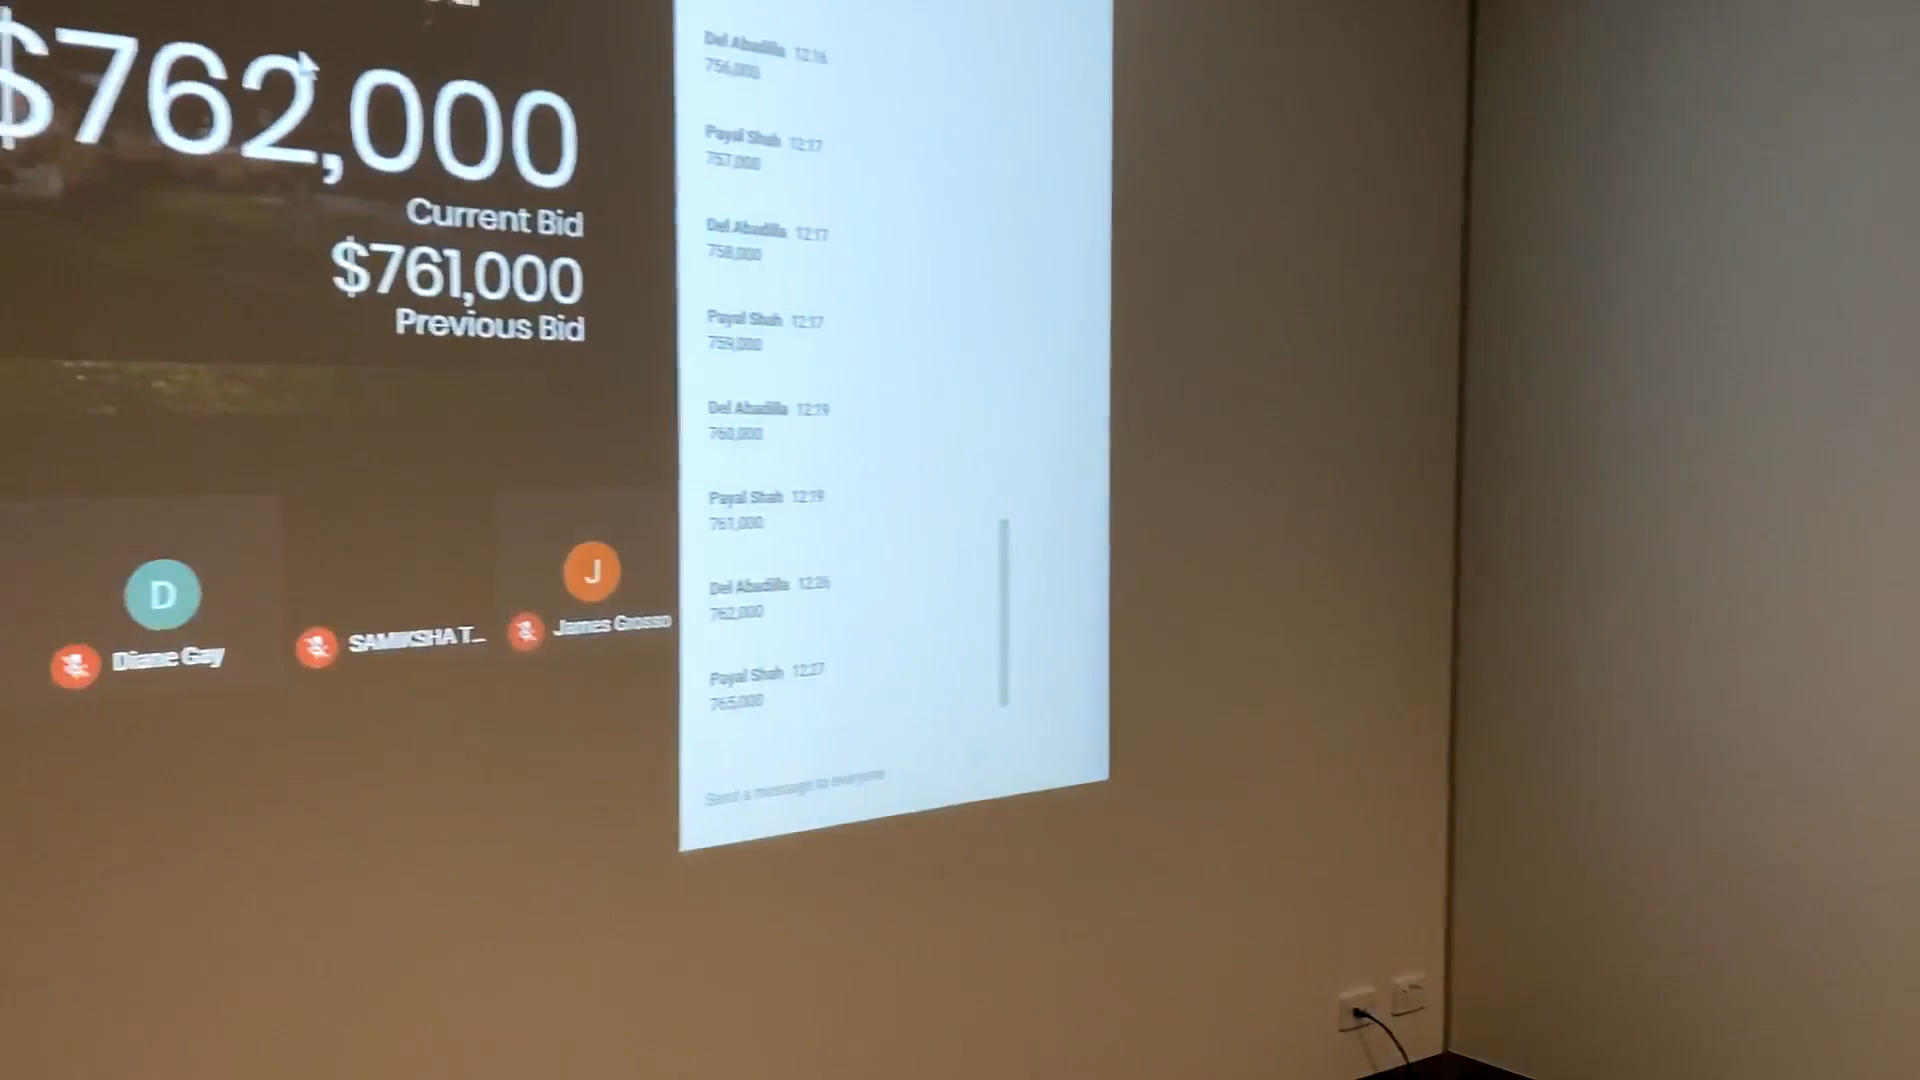 $762,000
Current Bid
$761,000
Previous Bid
D
Diane Gay
SAMIKSHA T...
J
James Grosso
Del Abadilla 12:16
756,000
Payal Shah 12:17
757,000
Del Abadilla 12:17
758,000
Payal Shah 12:17
759,000
Del Abadilla 12:19
760,000
Payal Shah 12:19
761,000
Del Abadilla 12:26
762,000
Payal Shah 12:27
765,000
Send a message to everyone